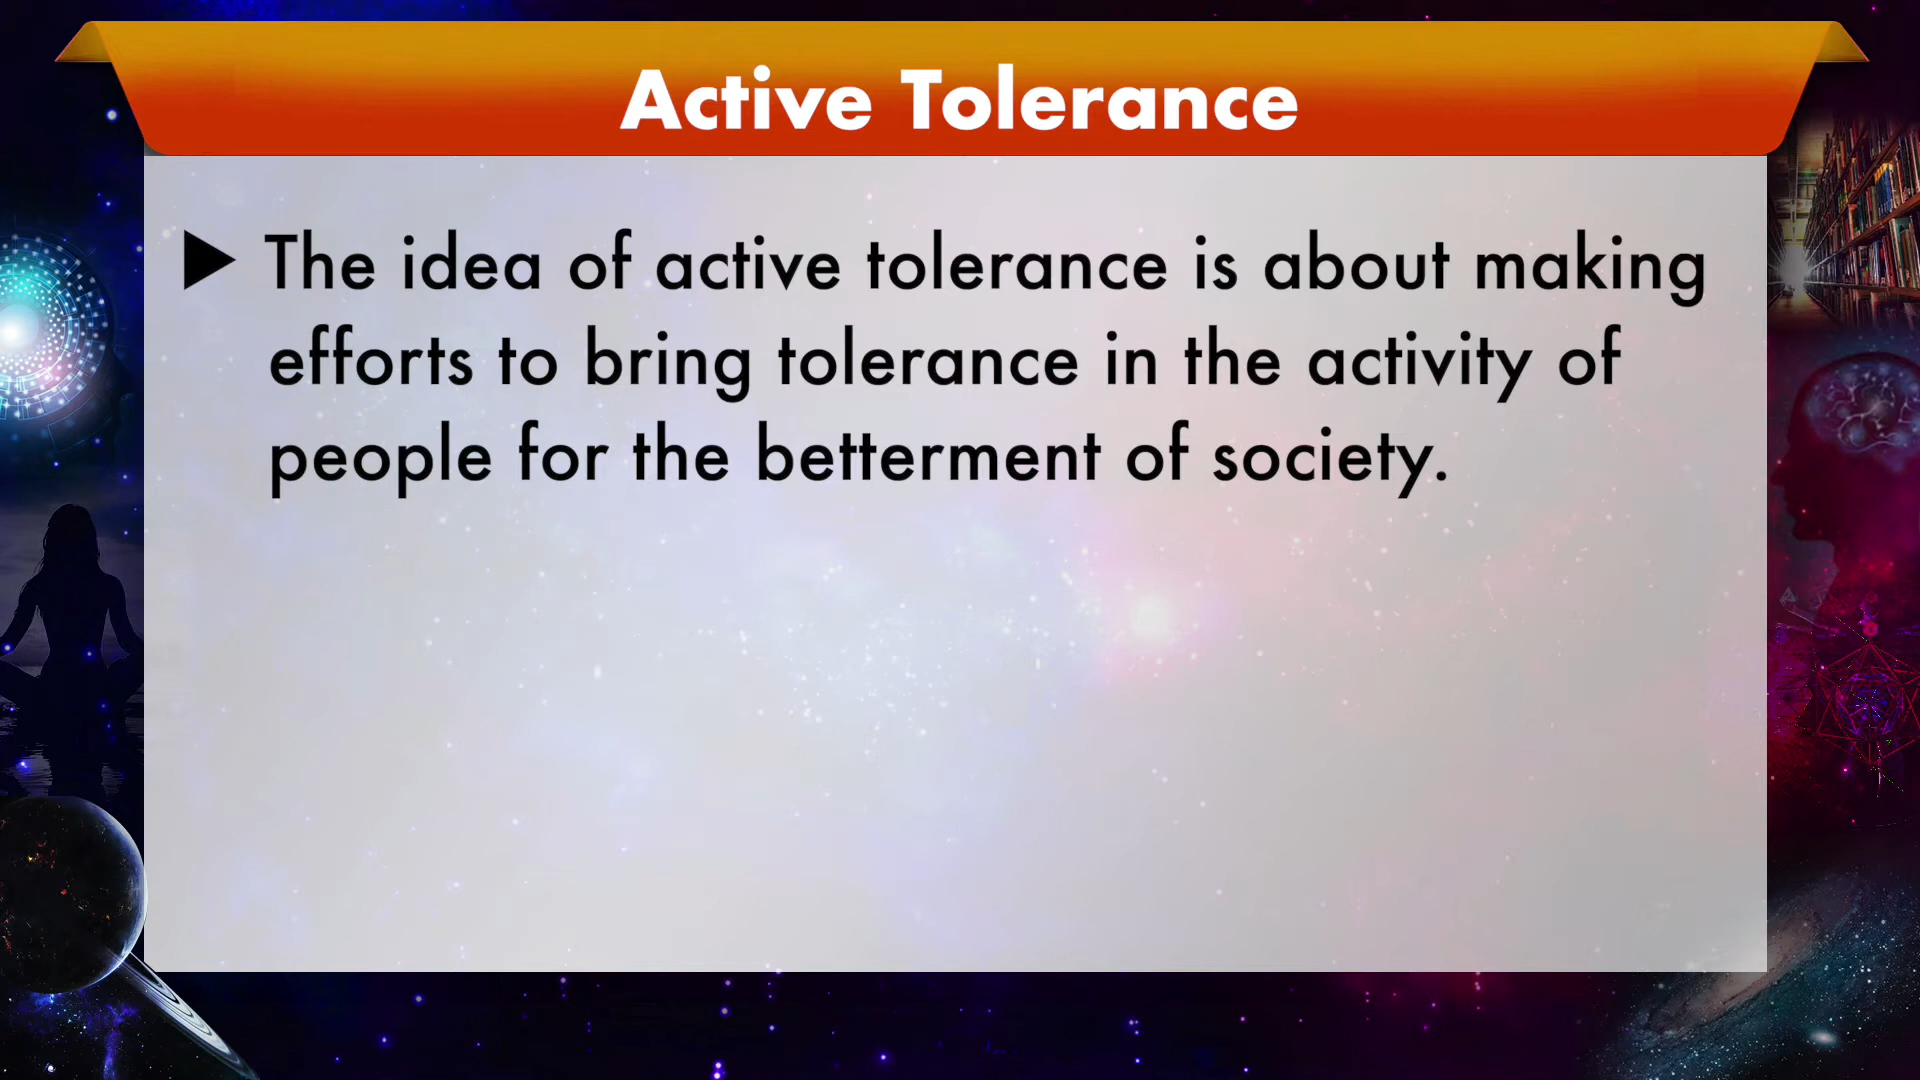 Active Tolerance
The idea of active tolerance is about making
efforts to bring tolerance in the activity of
people for the betterment of society.